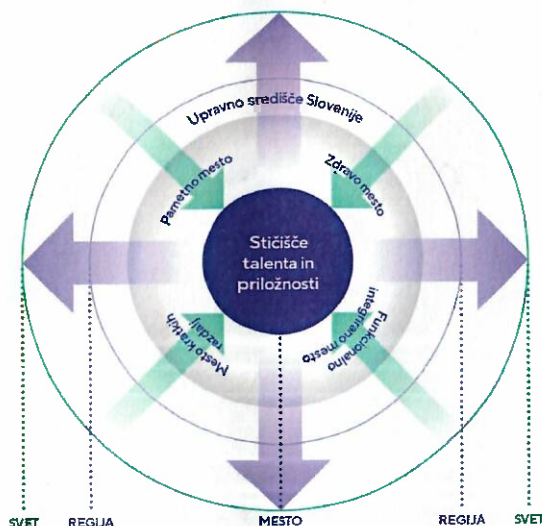 Upravno središče Slovenije
Pametno mesto
Zdravo mesto
Stičišče
talenta in
priložnosti
Mesto kratkih
razdalj
Funkcionalno
integrirano mesto
SVET
REGIJA
MESTO
REGIJA
SVET